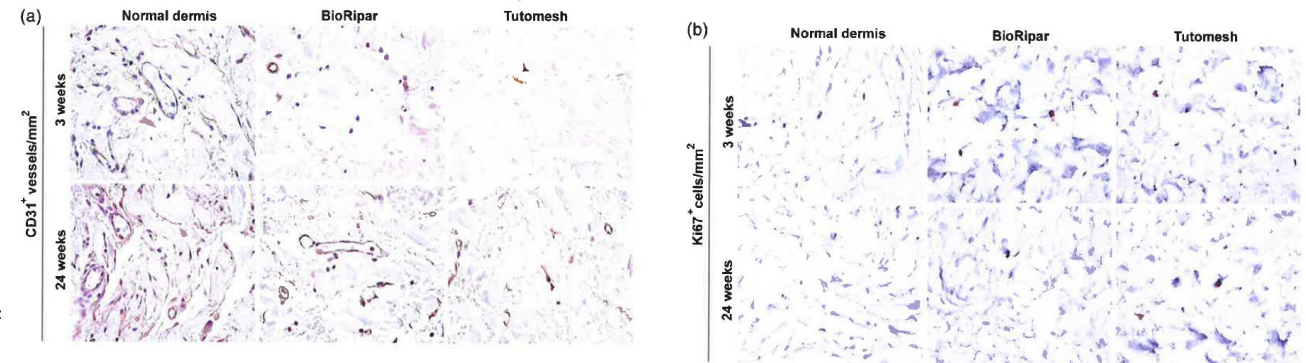 (a)
Normal dermis BioRipar Tutomesh
3 weeks
CD31+ vessels/mm2
24 weeks
(b)
Normal dermis BioRipar Tutomesh
3 weeks
Ki67+cells/mm2
24 weeks